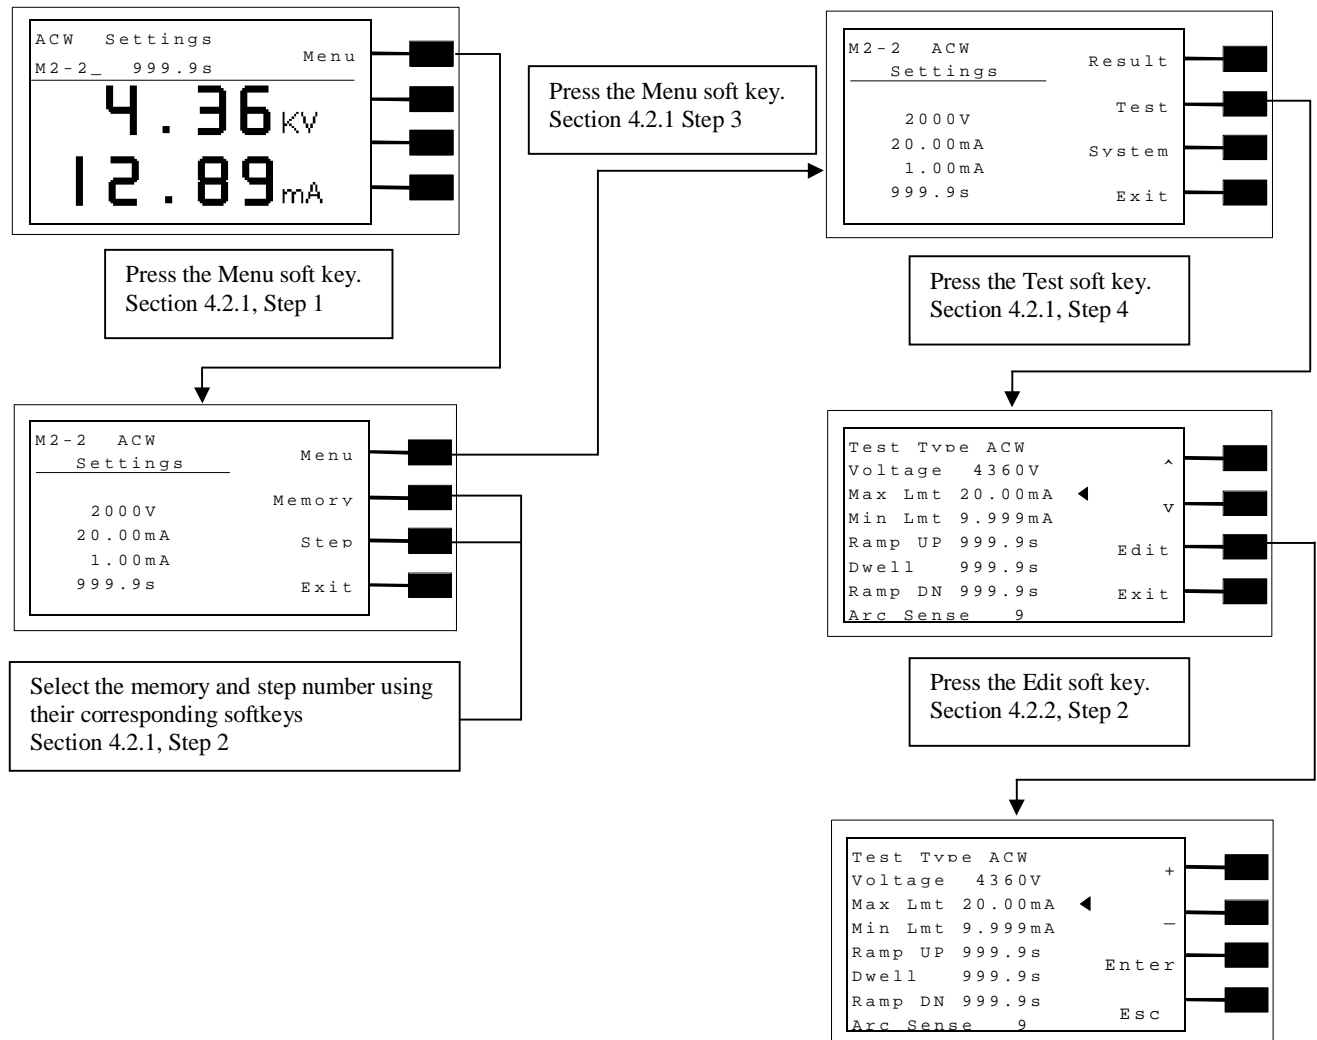 ACW Settings
M2-2_ 999.9s
Menu
4.36kV
12.89mA
Press the Menu soft key.
Section 4.2.1, Step 1
M2-2 ACW
Settings
2000V
20.00mA
1.00mA
999.9s
Menu
Memory
Step
Exit
Select the memory and step number using
their corresponding softkeys
Section 4.2.1, Step 2
Press the Menu soft key.
Section 4.2.1 Step 3
M2-2 ACW
Settings
2000V
20.00mA
1.00mA
999.9s
Result
Test
System
Exit
Press the Test soft key.
Section 4.2.1, Step 4
Test Type ACW
Voltage 4360V
Max Lmt 20.00mA ◀
Min Lmt 9.999mA
Ramp UP 999.9s
Dwell 999.9s
Ramp DN 999.9s
Arc Sense 9
^
v
Edit
Exit
Press the Edit soft key.
Section 4.2.2, Step 2
Test Type ACW
Voltage 4360V
Max Lmt 20.00mA ◀
Min Lmt 9.999mA
Ramp UP 999.9s
Dwell 999.9s
Ramp DN 999.9s
Arc Sense 9
+
_
Enter
Esc